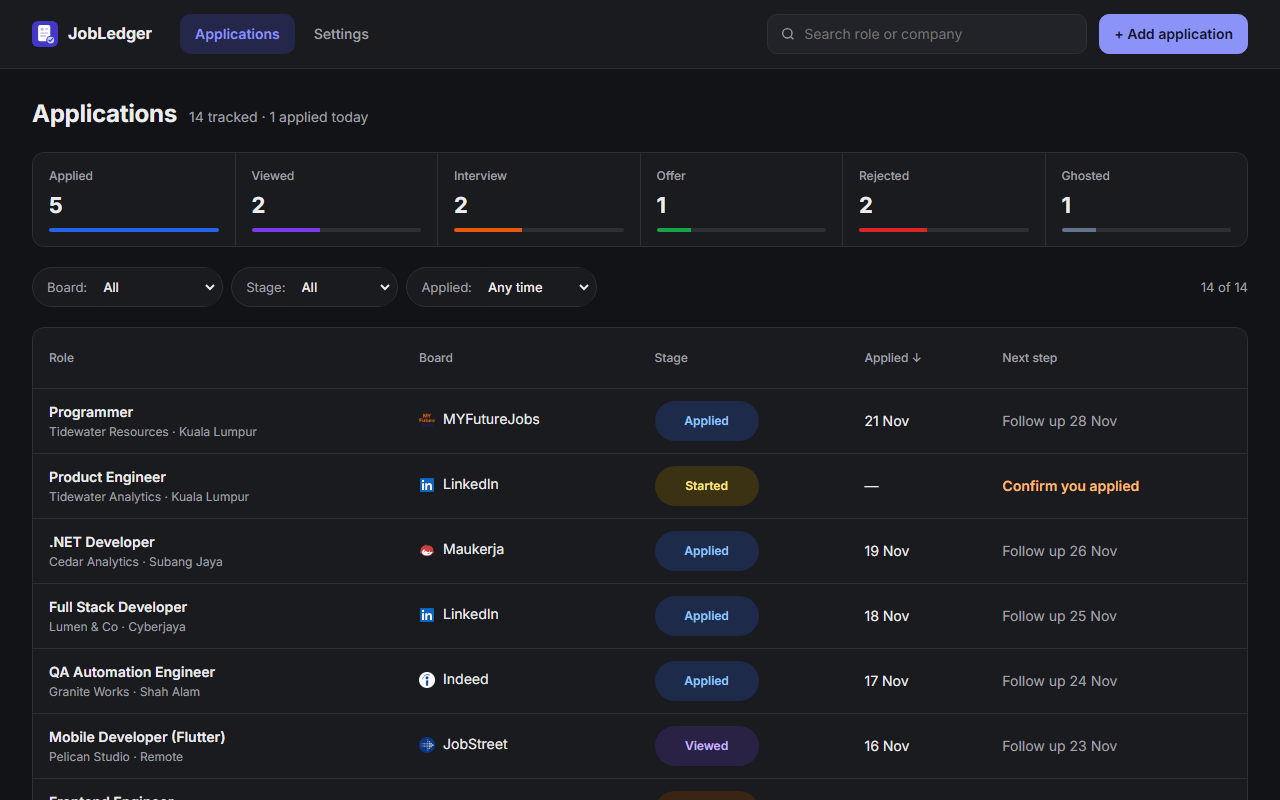 JobLedger
Applications
Settings
Search role or company
+ Add application
Applications
14 tracked · 1 applied today
Applied
Viewed
Interview
Offer
Rejected
Ghosted
5
2
2
1
2
1
Board: All
Stage: All
Applied: Any time
14 of 14
Role
Board
Stage
Applied ↓
Next step
Programmer
Tidewater Resources · Kuala Lumpur
MY Future
MYFutureJobs
Applied
21 Nov
Follow up 28 Nov
Product Engineer
Tidewater Analytics · Kuala Lumpur
in
LinkedIn
Started
—
Confirm you applied
.NET Developer
Cedar Analytics · Subang Jaya
Maukerja
Applied
19 Nov
Follow up 26 Nov
Full Stack Developer
Lumen & Co · Cyberjaya
in
LinkedIn
Applied
18 Nov
Follow up 25 Nov
QA Automation Engineer
Granite Works · Shah Alam
Indeed
Applied
17 Nov
Follow up 24 Nov
Mobile Developer (Flutter)
Pelican Studio · Remote
JobStreet
Viewed
16 Nov
Follow up 23 Nov
Frontend Engineer